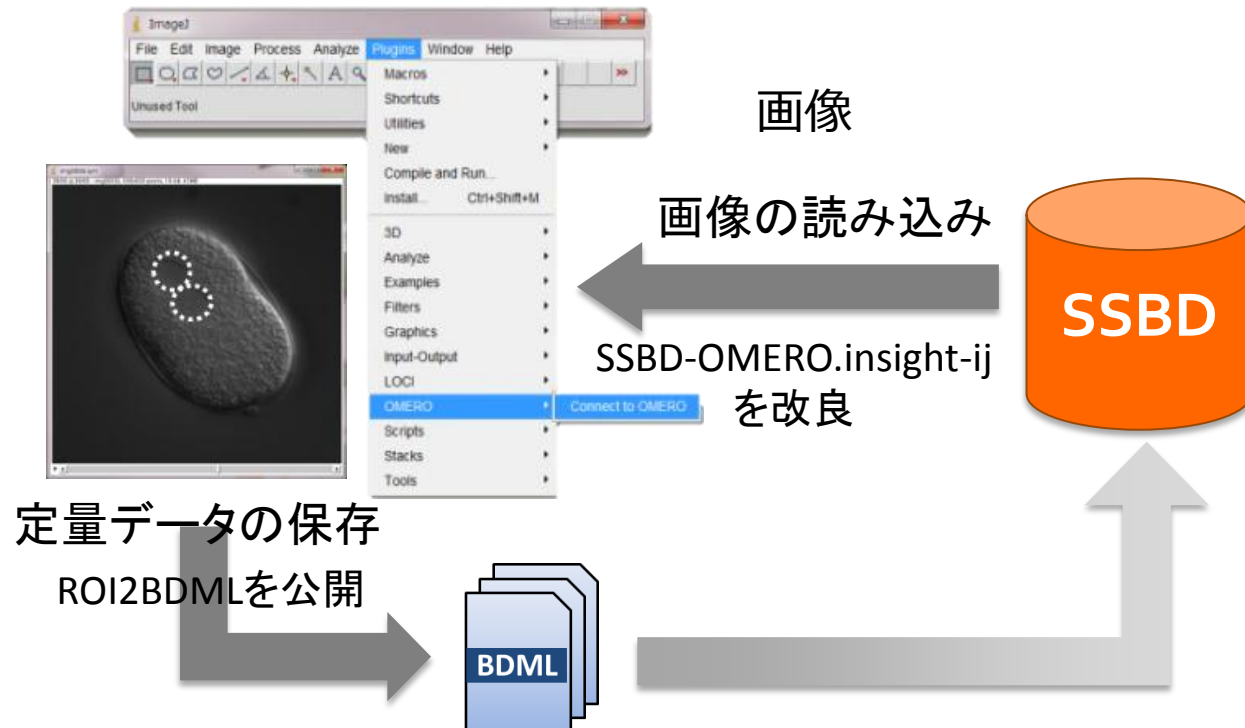 ImageJ
File Edit Image Process Analyze Plugins Window Help
Unused Tool
Macros
Shortcuts
Utilities
New
Compile and Run...
Install... Ctrl+Shift+M
3D
Analyze
Examples
Filters
Graphics
Input-Output
LOCI
OMERO
Connect to OMERO
Scripts
Stacks
Tools
画像
画像の読み込み
SSBD-OMERO.insight-ij
を改良
SSBD
定量データの保存
ROI2BDMLを公開
BDML